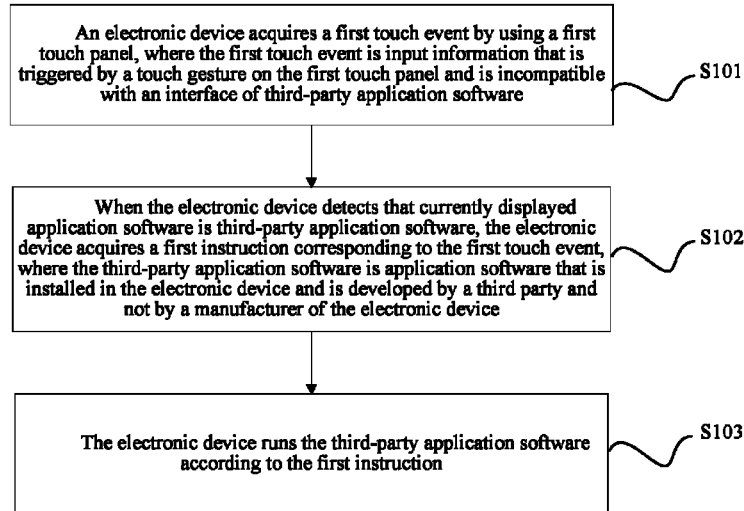 An electronic device acquires a first touch event by using a first
touch panel, where the first touch event is input information that is
triggered by a touch gesture on the first touch panel and is incompatible
with an interface of third-party application software
S101
When the electronic device detects that currently displayed
application software is third-party application software, the electronic
device acquires a first instruction corresponding to the first touch event,
where the third-party application software is application software that is
installed in the electronic device and is developed by a third party and
not by a manufacturer of the electronic device
S102
The electronic device runs the third-party application software
according to the first instruction
S103